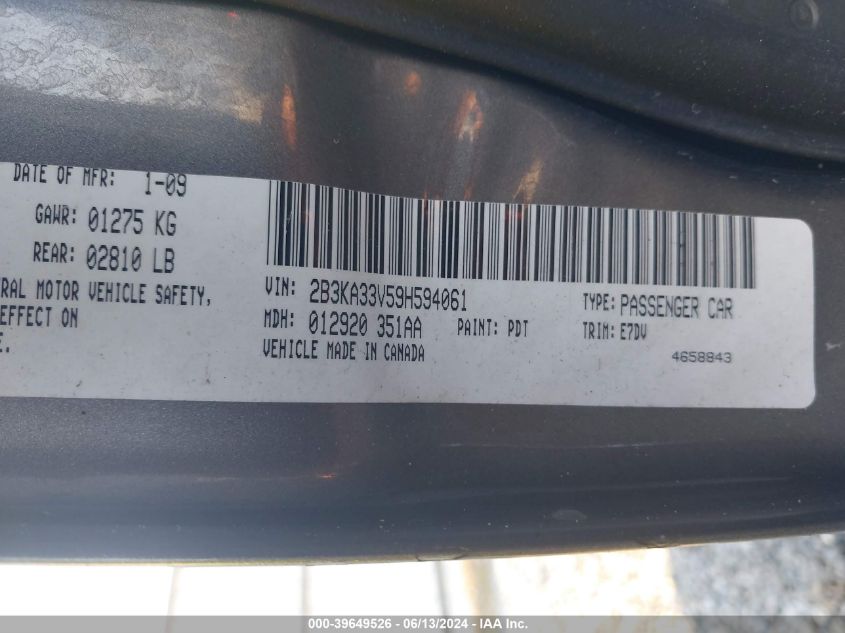 DATE OF MFR: 1-09
GAWR: 01275 KG
REAR: 02810 LB
RAL MOTOR VEHICLE SAFETY,
EFFECT ON
E.
VIN: 2B3KA33V59H594061
MDH: 012920 351AA PAINT: PDT
VEHICLE MADE IN CANADA
TYPE: PASSENGER CAR
TRIM: E7DV
4658843
000-39649526 - 06/13/2024 - IAA Inc.